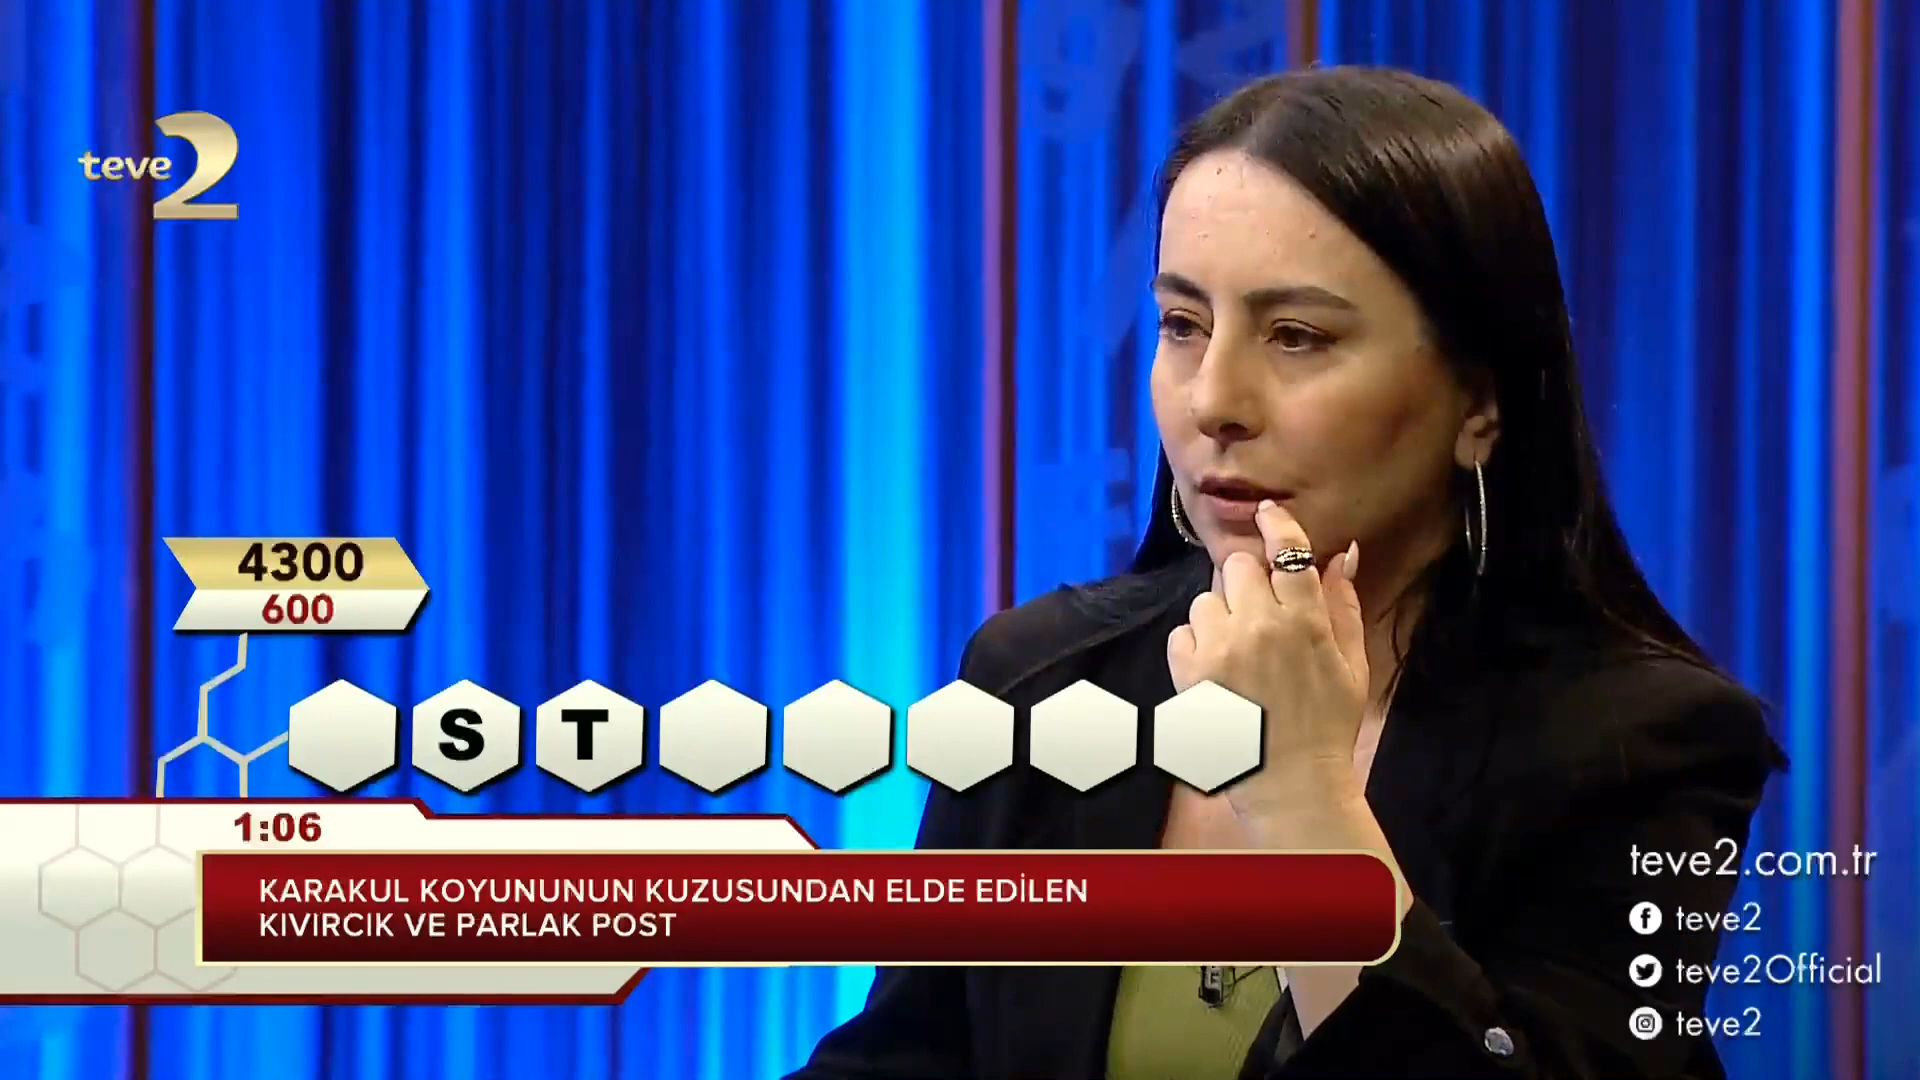 teve2
4300
600
S T
1:06
KARAKUL KOYUNUNUN KUZUSUNDAN ELDE EDİLEN
KIVIRCIK VE PARLAK POST
teve2.com.tr
teve2
teve2Official
teve2